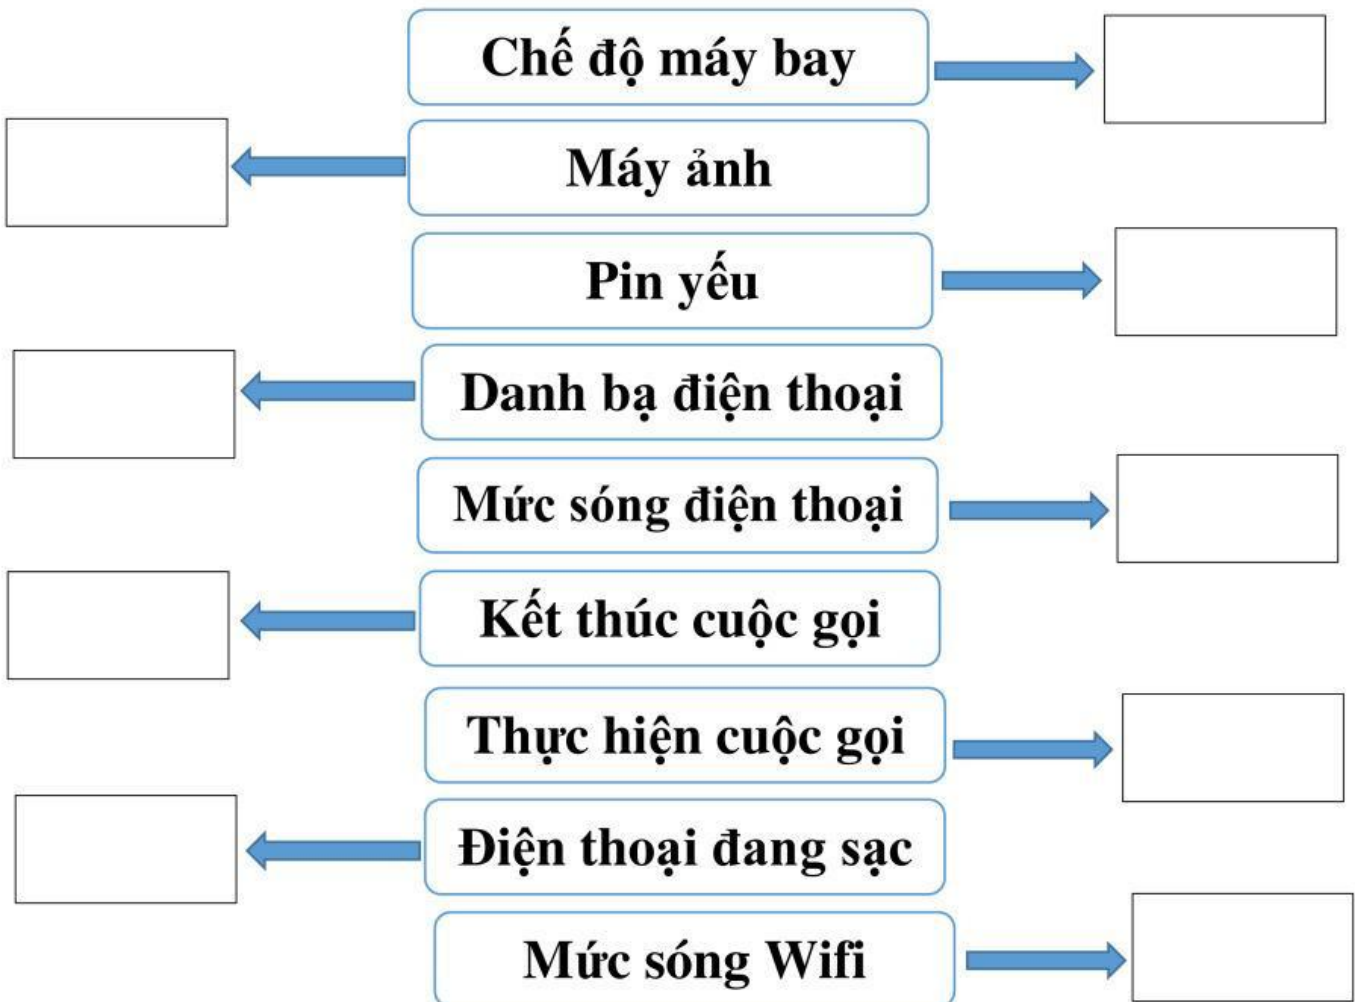 Chế độ máy bay
Máy ảnh
Pin yếu
Danh bạ điện thoại
Mức sóng điện thoại
Kết thúc cuộc gọi
Thực hiện cuộc gọi
Điện thoại đang sạc
Mức sóng Wifi